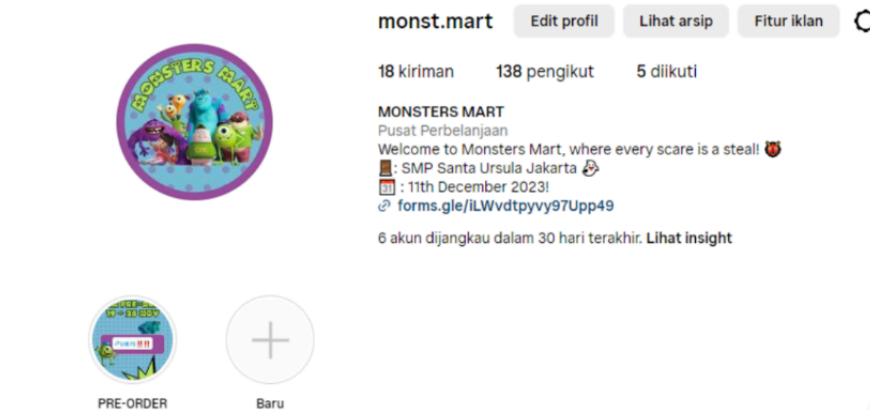 monst.mart Edit profil Lihat arsip Fitur iklan
18 kiriman 138 pengikut 5 diikuti
MONSTERS MART
MONSTERS MART
Pusat Perbelanjaan
Welcome to Monsters Mart, where every scare is a steal! 👹
🚪: SMP Santa Ursula Jakarta
📅 : 11th December 2023!
forms.gle/iLWvdtpyvy97Upp49
6 akun dijangkau dalam 30 hari terakhir. Lihat insight
PRE-ORDER Baru